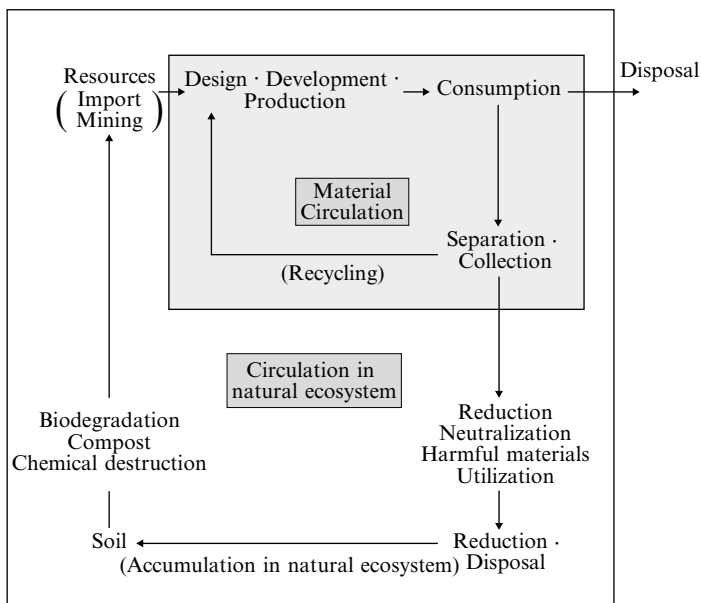 Resources
(Import
Mining)
Design · Development ·
Production
Consumption
Disposal
Material
Circulation
Separation ·
Collection
(Recycling)
Circulation in
natural ecosystem
Biodegradation
Compost
Chemical destruction
Reduction
Neutralization
Harmful materials
Utilization
Soil
(Accumulation in natural ecosystem)
Reduction ·
Disposal